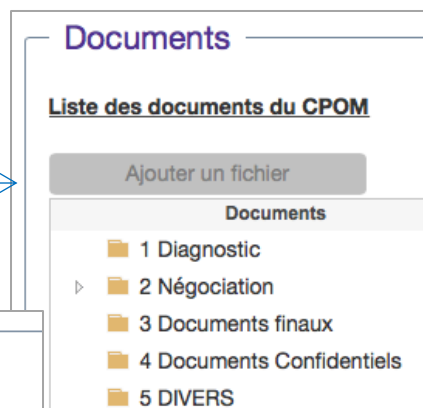 Documents
Liste des documents du CPOM
Ajouter un fichier
Documents
1 Diagnostic
2 Négociation
3 Documents finaux
4 Documents Confidentiels
5 DIVERS